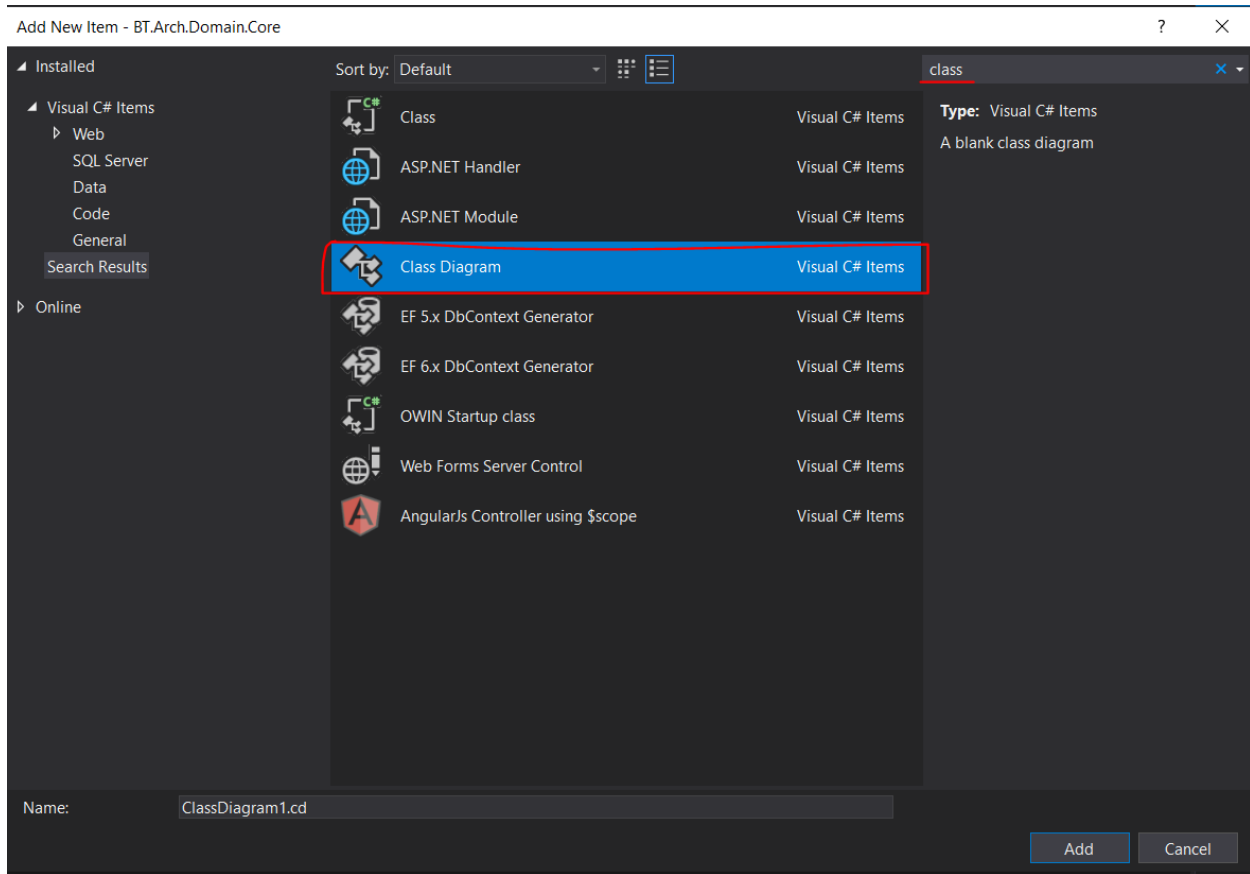 Add New Item - BT.Arch.Domain.Core
?
Installed
Sort by: Default
class
Visual C# Items
Web
SQL Server
Data
Code
General
Search Results
Online
C# Class Visual C# Items
ASP.NET Handler Visual C# Items
ASP.NET Module Visual C# Items
Class Diagram Visual C# Items
EF 5.x DbContext Generator Visual C# Items
EF 6.x DbContext Generator Visual C# Items
C# OWIN Startup class Visual C# Items
Web Forms Server Control Visual C# Items
A AngularJs Controller using $scope Visual C# Items
Type: Visual C# Items
A blank class diagram
Name: ClassDiagram1.cd
Add Cancel